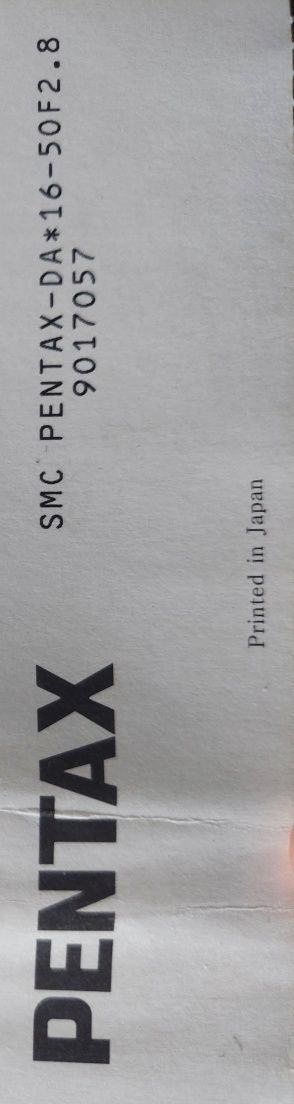 PENTAX
SMC PENTAX-DA*16-50F2.8
9017057
Printed in Japan